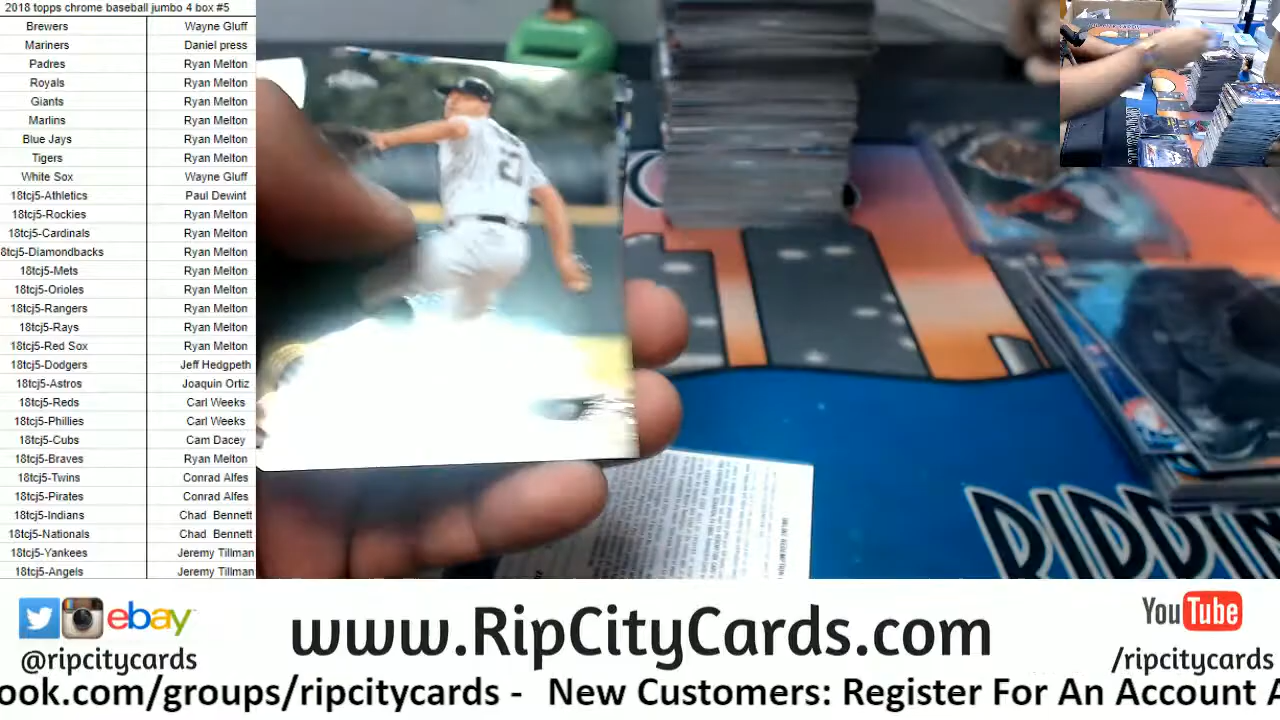 2018 topps chrome baseball jumbo 4 box #5
Brewers Wayne Gluff
Mariners Daniel press
Padres Ryan Melton
Royals Ryan Melton
Giants Ryan Melton
Marlins Ryan Melton
Blue Jays Ryan Melton
Tigers Ryan Melton
White Sox Wayne Gluff
18tcj5-Athletics Paul Dewint
18tcj5-Rockies Ryan Melton
18tcj5-Cardinals Ryan Melton
8tcj5-Diamondbacks Ryan Melton
18tcj5-Mets Ryan Melton
18tcj5-Orioles Ryan Melton
18tcj5-Rangers Ryan Melton
18tcj5-Rays Ryan Melton
18tcj5-Red Sox Ryan Melton
18tcj5-Dodgers Jeff Hedgpeth
18tcj5-Astros Joaquin Ortiz
18tcj5-Reds Carl Weeks
18tcj5-Phillies Carl Weeks
18tcj5-Cubs Cam Dacey
18tcj5-Braves Ryan Melton
18tcj5-Twins Conrad Alfes
18tcj5-Pirates Conrad Alfes
18tcj5-Indians Chad Bennett
18tcj5-Nationals Chad Bennett
18tcj5-Yankees Jeremy Tillman
18tcj5-Angels Jeremy Tillman
RIPPIN
ebay
@ripcitycards
www.RipCityCards.com
YouTube
/ripcitycards
ook.com/groups/ripcitycards - New Customers: Register For An Account A